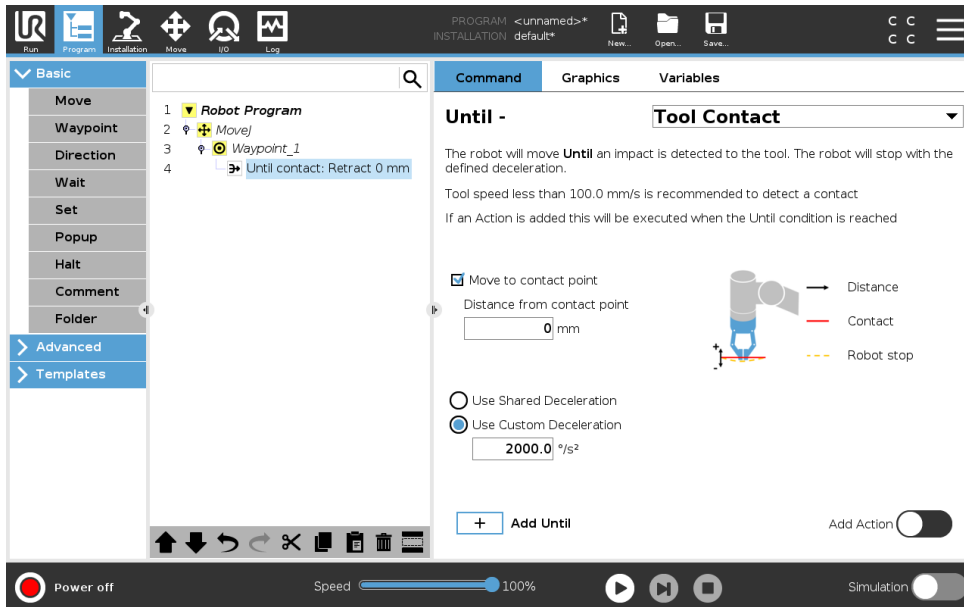 UR
Run
Program
Installation
Move
I/O
Log
PROGRAM <unnamed>*
INSTALLATION default*
New...
Open...
Save...
C C
C C
Basic
Move
Waypoint
Direction
Wait
Set
Popup
Halt
Comment
Folder
Advanced
Templates
1 Robot Program
2 MoveJ
3 Waypoint_1
4 Until contact: Retract 0 mm
Command Graphics Variables
Until - Tool Contact
The robot will move Until an impact is detected to the tool. The robot will stop with the
defined deceleration.
Tool speed less than 100.0 mm/s is recommended to detect a contact
If an Action is added this will be executed when the Until condition is reached
Move to contact point
Distance from contact point
0 mm
+
-
Distance
Contact
Robot stop
Use Shared Deceleration
Use Custom Deceleration
2000.0 °/s²
+ Add Until
Add Action
Power off
Speed 100%
Simulation